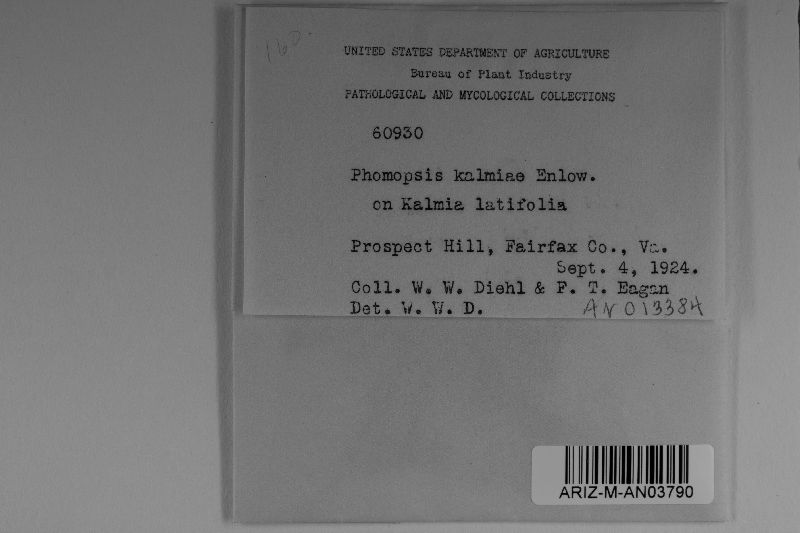 160
UNITED STATES DEPARTMENT OF AGRICULTURE
Bureau of Plant Industry
PATHOLOGICAL AND MYCOLOGICAL COLLECTIONS
60930
Phomopsis kalmiae Enlow.
on Kalmia latifolia
Prospect Hill, Fairfax Co., Va.
Sept. 4, 1924.
Coll. W. W. Diehl & F. T. Eagan
Det. W. W. D.
AN013384
ARIZ-M-AN03790